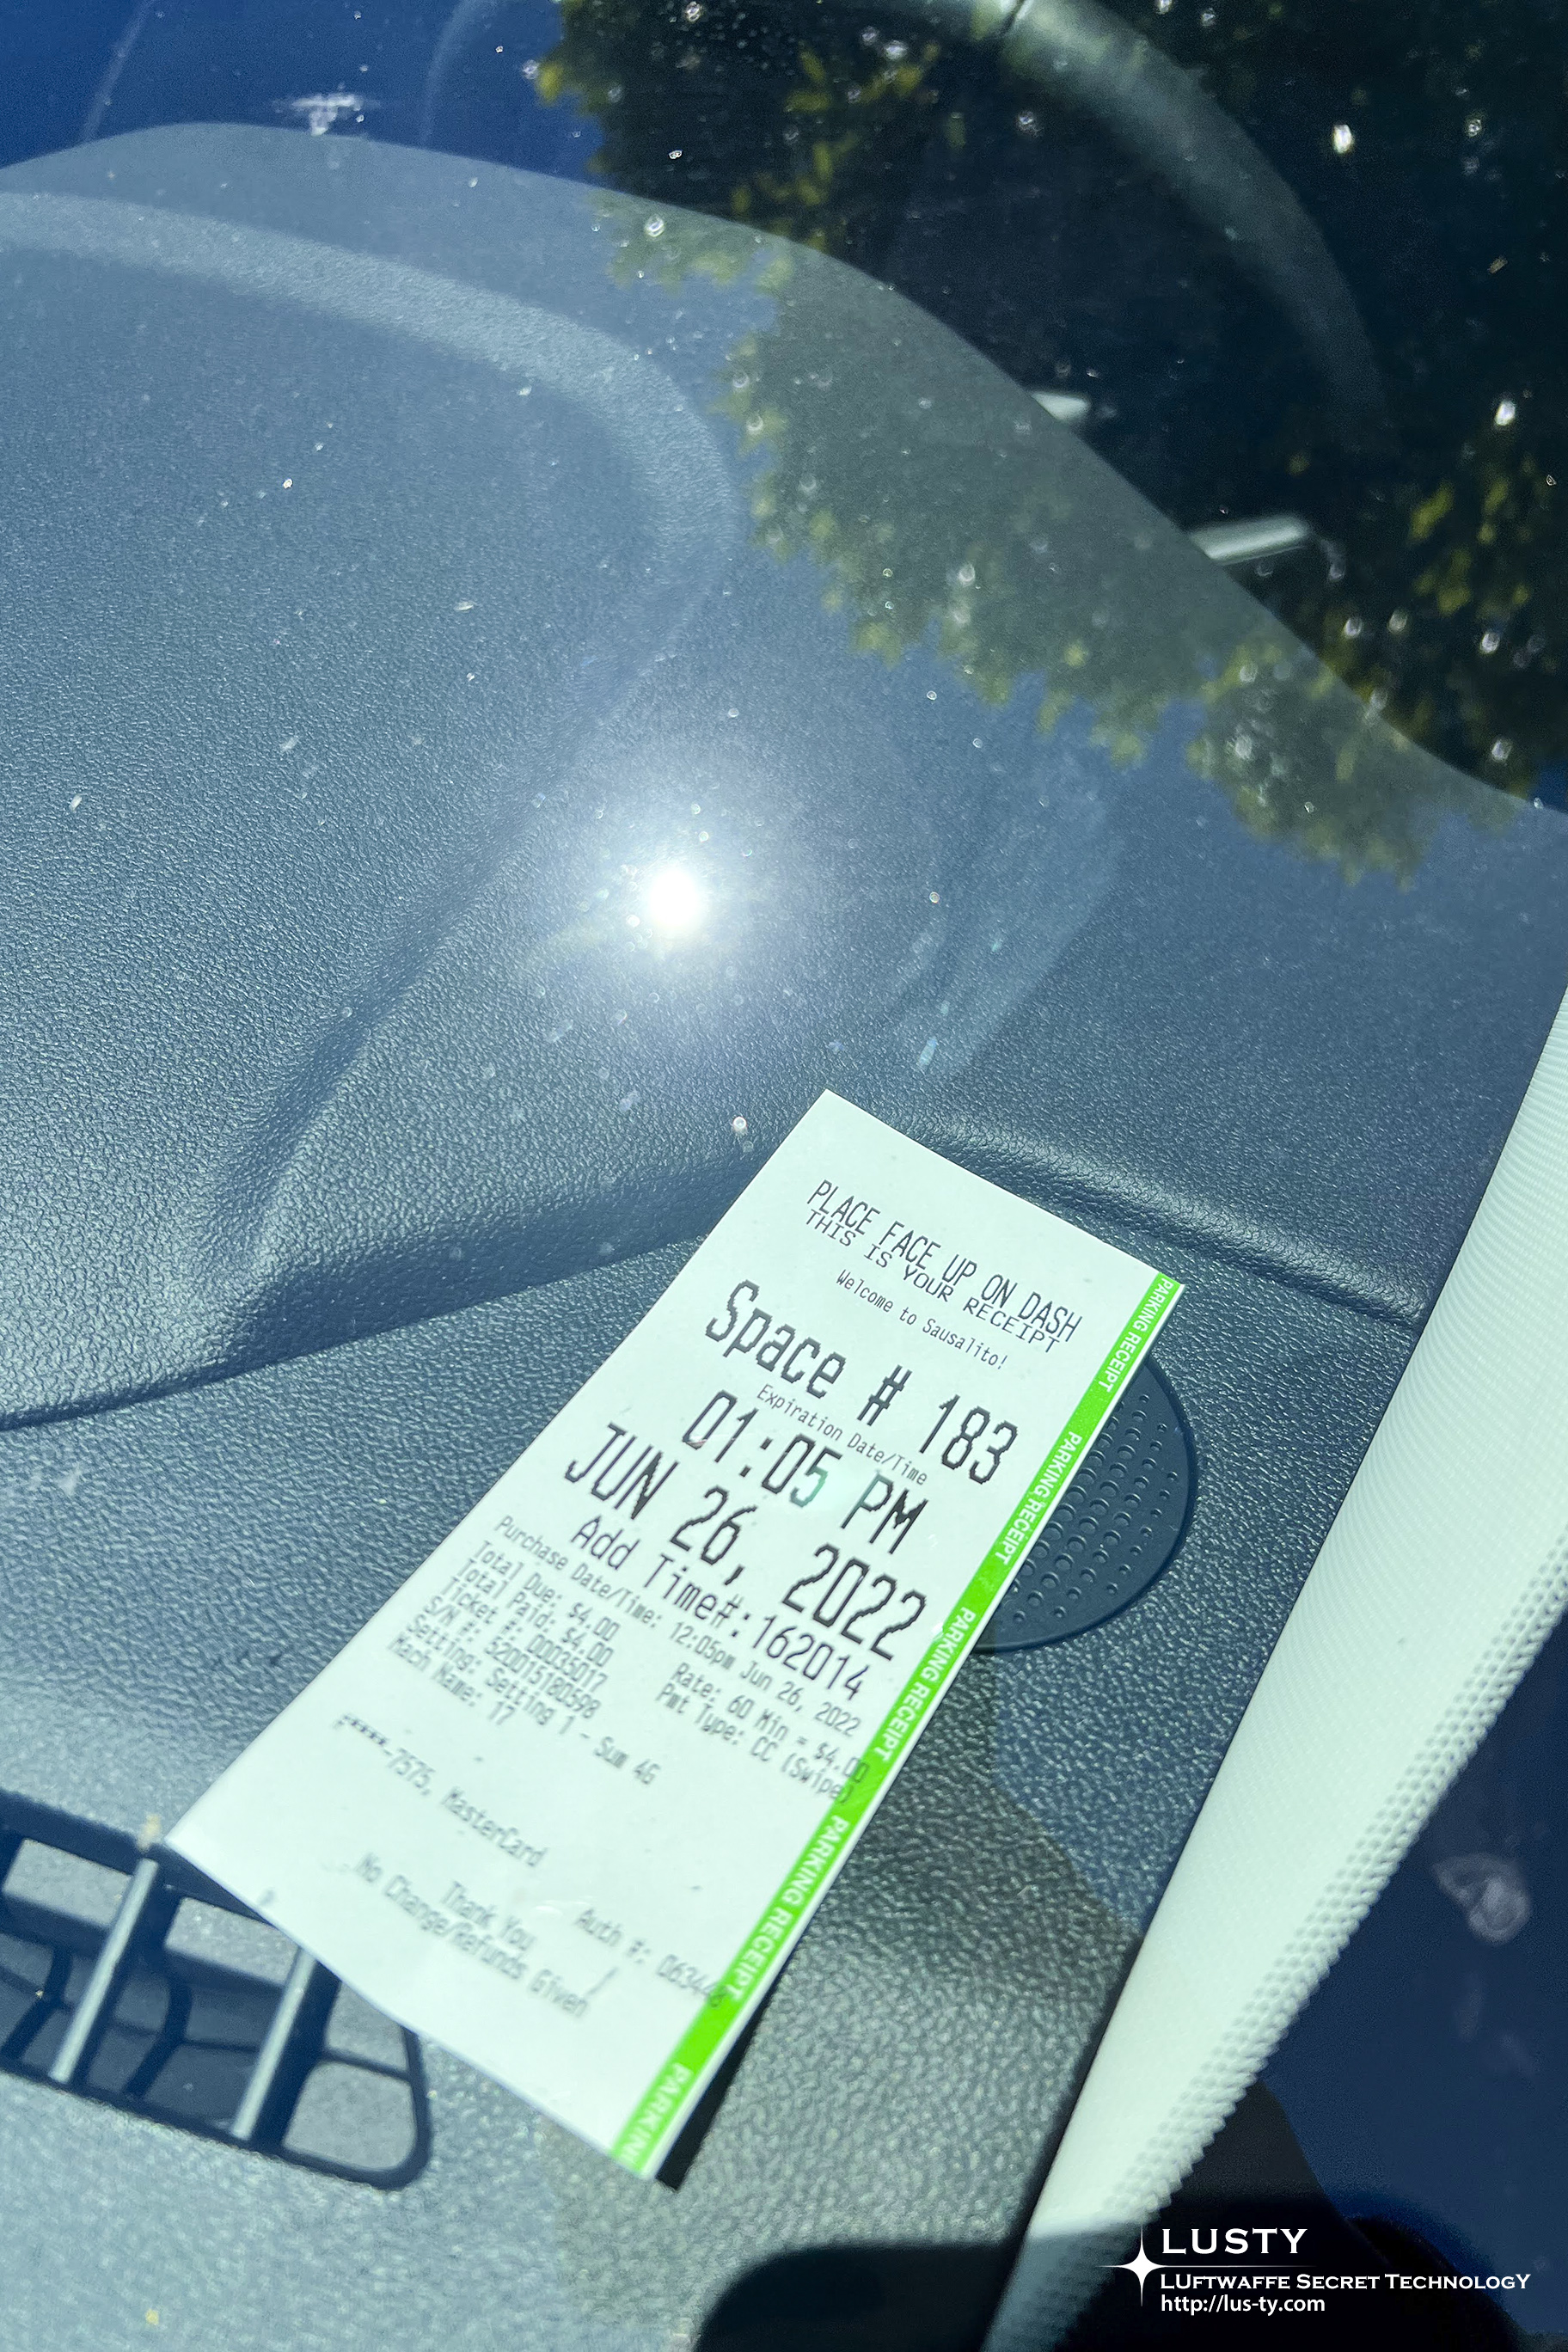 PLACE FACE UP ON DASH
THIS IS YOUR RECEIPT
Welcome to Sausalito!
Space # 183
Expiration Date/Time
01:05 PM
JUN 26, 2022
Add Time#: 162014
Purchase Date/Time: 12:05pm Jun 26, 2022
Total Due: $4.00 Rate: 60 Min = $4.00
Total Paid: $4.00 Pmt Type: CC (Swipe)
Ticket #: 00035017
S/N #: 520015180598
Setting: Setting 1 - Sum 4G
Mach Name: 17
-7575, MasterCard
Auth #:
Thank You
No Change/Refunds Given
PARKING RECEIPT PARKING RECEIPT PARKING RECEIPT PARKING RECEIPT PARKIN
LUSTY
LUFTWAFFE SECRET TECHNOLOGY
http://lus-ty.com